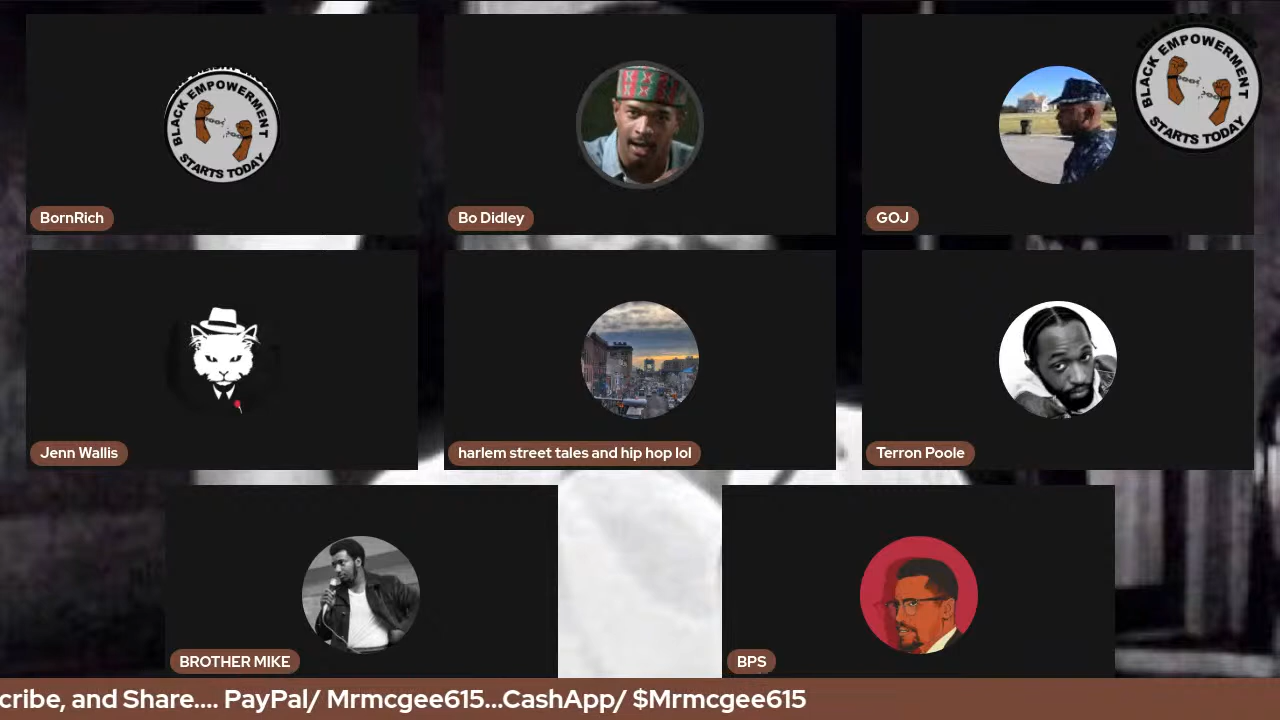 BLACK EMPOWERMENT
STARTS TODAY
BornRich
Bo Didley
GOJ
BLACK EMPOWERMENT
STARTS TODAY
Jenn Wallis
harlem street tales and hip hop lol
Terron Poole
BROTHER MIKE
BPS
cribe, and Share.... PayPal/ Mrmcgee615...CashApp/ $Mrmcgee615